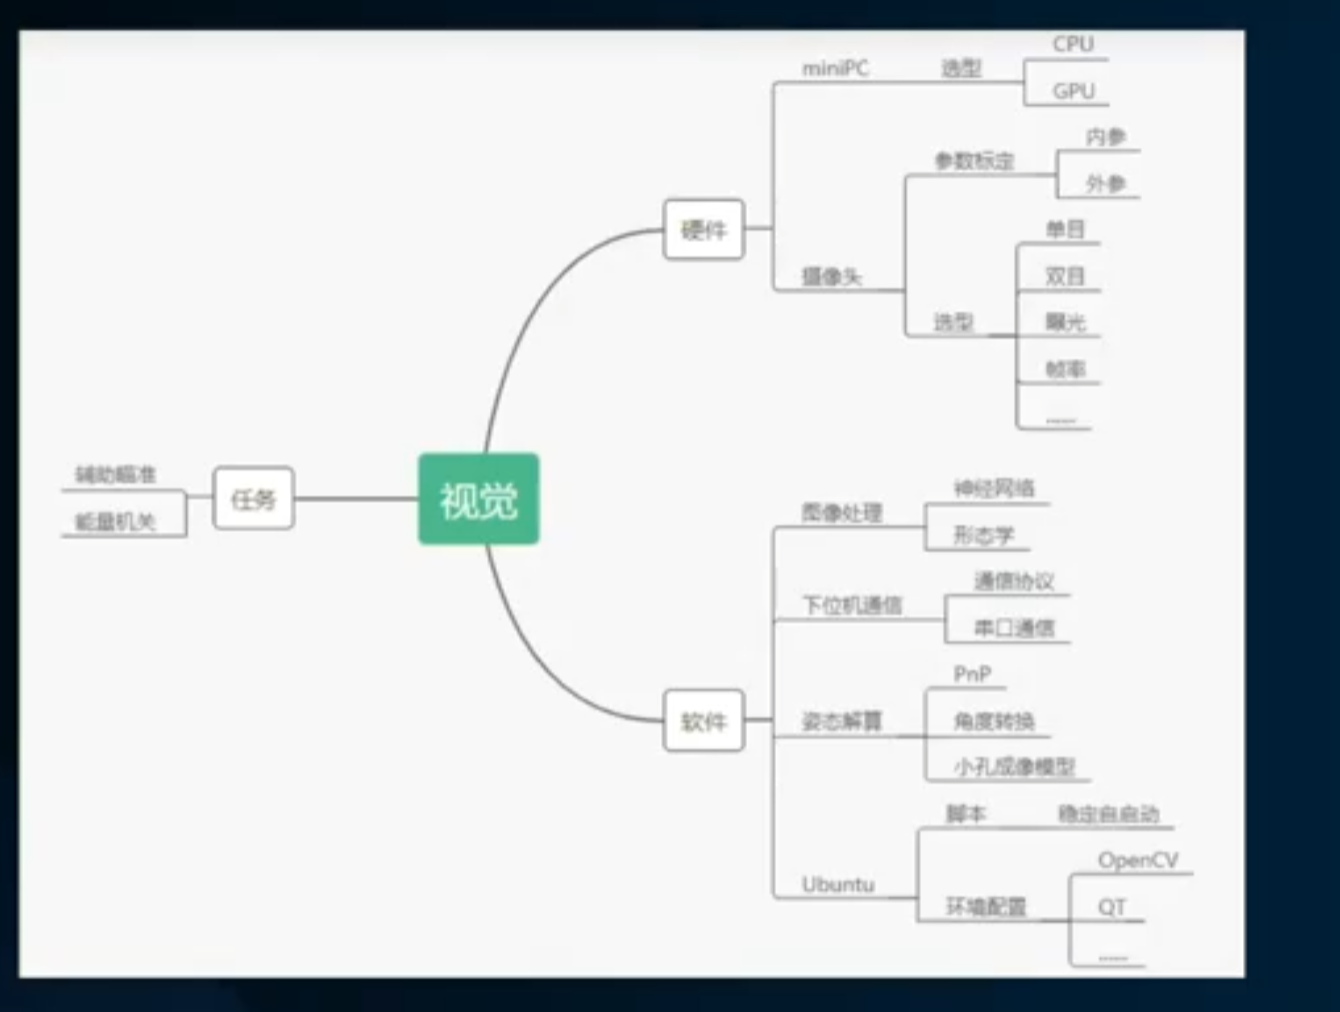 视觉
任务
辅助瞄准
能量机关
硬件
miniPC
选型
CPU
GPU
摄像头
参数标定
内参
外参
选型
单目
双目
曝光
帧率
......
软件
图像处理
神经网络
形态学
下位机通信
通信协议
串口通信
姿态解算
PnP
角度转换
小孔成像模型
Ubuntu
脚本
稳定自启动
环境配置
OpenCV
QT
......